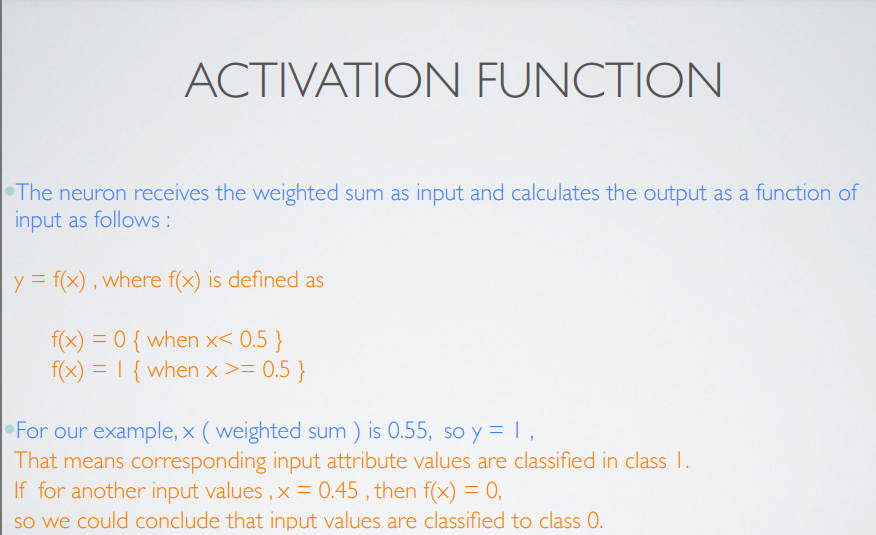 ACTIVATION FUNCTION
•The neuron receives the weighted sum as input and calculates the output as a function of
input as follows :
y = f(x) , where f(x) is defined as
f(x) = 0 { when x< 0.5 }
f(x) = 1 { when x >= 0.5 }
•For our example, x ( weighted sum ) is 0.55, so y = 1 ,
That means corresponding input attribute values are classified in class 1.
If for another input values , x = 0.45 , then f(x) = 0,
so we could conclude that input values are classified to class 0.